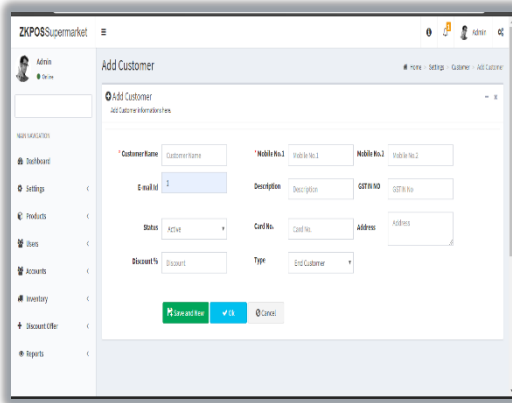 ZKPOSSupermarket
Admin
Admin
Online
Add Customer
Home > Settings > Customer > Add Customer
Add Customer
Add Customer Informations here.
MAIN NAVIGATION
Dashboard
Settings
Products
Users
Accounts
Inventory
Discount Offer
Reports
* Customer Name
Customer Name
* Mobile No.1
Mobile No.1
Mobile No.2
Mobile No.2
E-mail Id
1
Description
Description
GSTIN NO
GSTIN No
Status
Active
Card No.
Card No.
Address
Address
Discount %
Discount
Type
End Customer
Save and New
Ok
Cancel